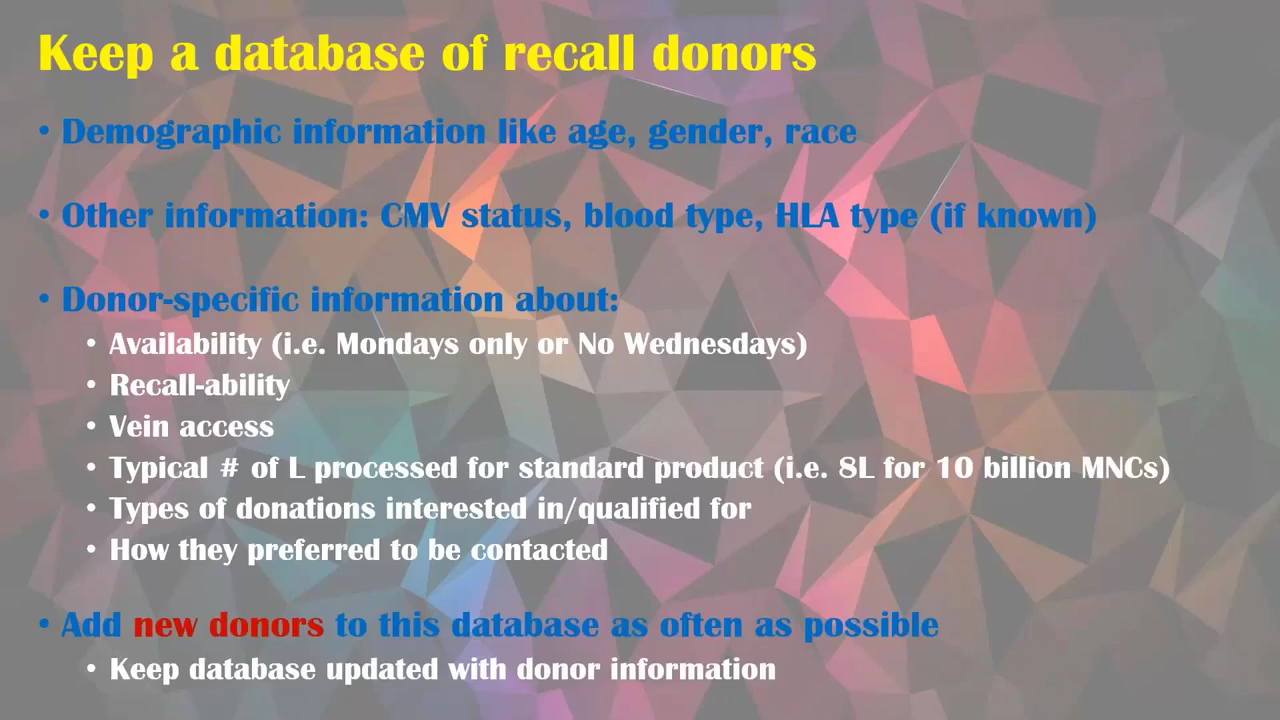 Keep a database of recall donors
• Demographic information like age, gender, race
• Other information: CMV status, blood type, HLA type (if known)
• Donor-specific information about:
• Availability (i.e. Mondays only or No Wednesdays)
• Recall-ability
• Vein access
• Typical # of L processed for standard product (i.e. 8L for 10 billion MNCs)
• Types of donations interested in/qualified for
• How they preferred to be contacted
• Add new donors to this database as often as possible
• Keep database updated with donor information